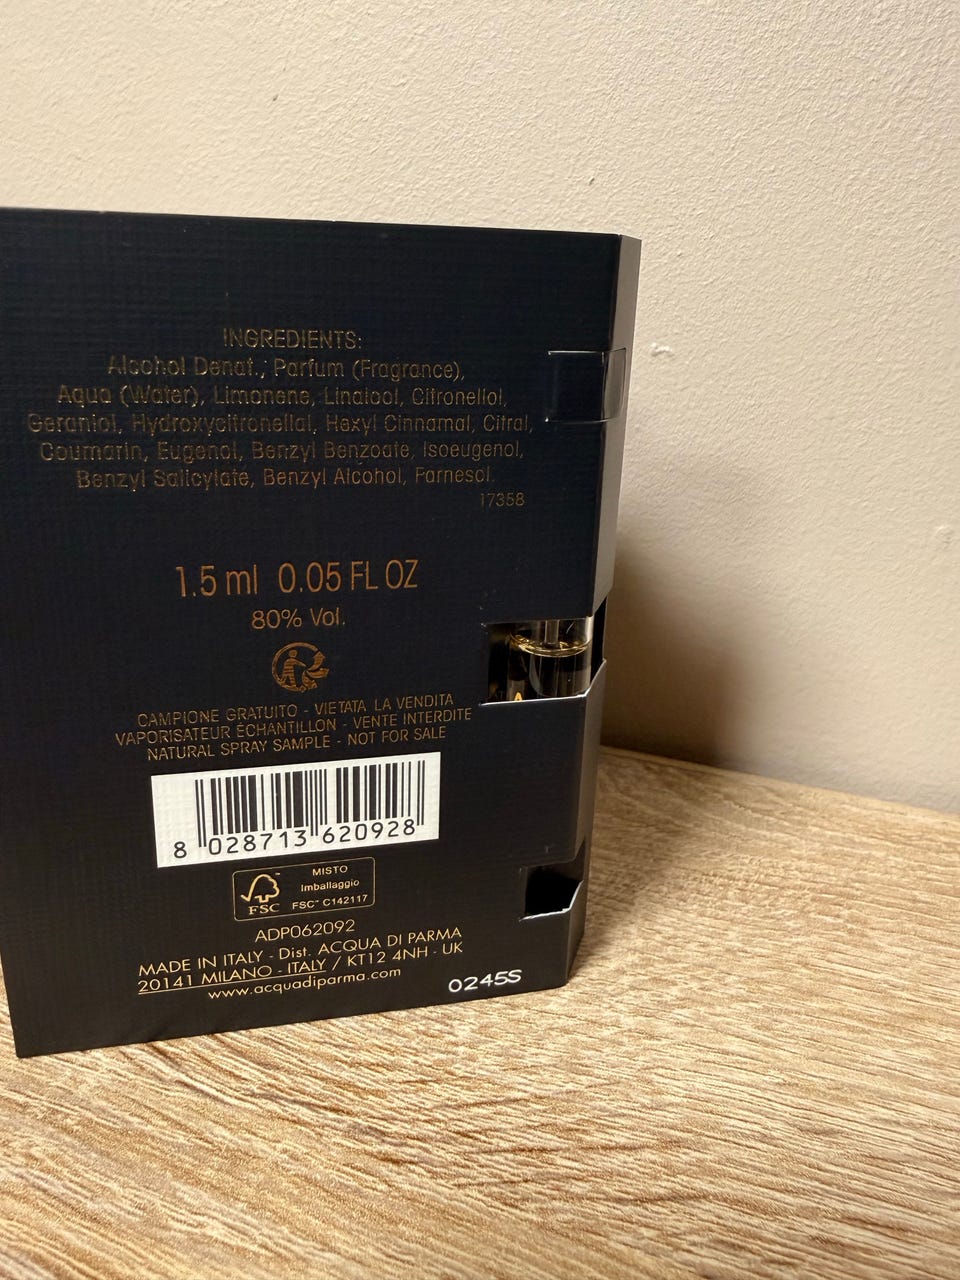 INGREDIENTS:
Alcohol Denat., Parfum (Fragrance),
Aqua (Water), Limonene, Linalool, Citronellol,
Geraniol, Hydroxycitronellal, Hexyl Cinnamal, Citral,
Coumarin, Eugenol, Benzyl Benzoate, Isoeugenol,
Benzyl Salicylate, Benzyl Alcohol, Farnesol.
17358
1.5 ml 0.05 FL OZ
80% Vol.
CAMPIONE GRATUITO - VIETATA LA VENDITA
VAPORISATEUR ÉCHANTILLON - VENTE INTERDITE
NATURAL SPRAY SAMPLE - NOT FOR SALE
8 028713 620928
MISTO
Imballaggio
FSC™ C142117
FSC
ADP062092
MADE IN ITALY - Dist. ACQUA DI PARMA
20141 MILANO - ITALY / KT12 4NH - UK
www.acquadiparma.com
0245S
A